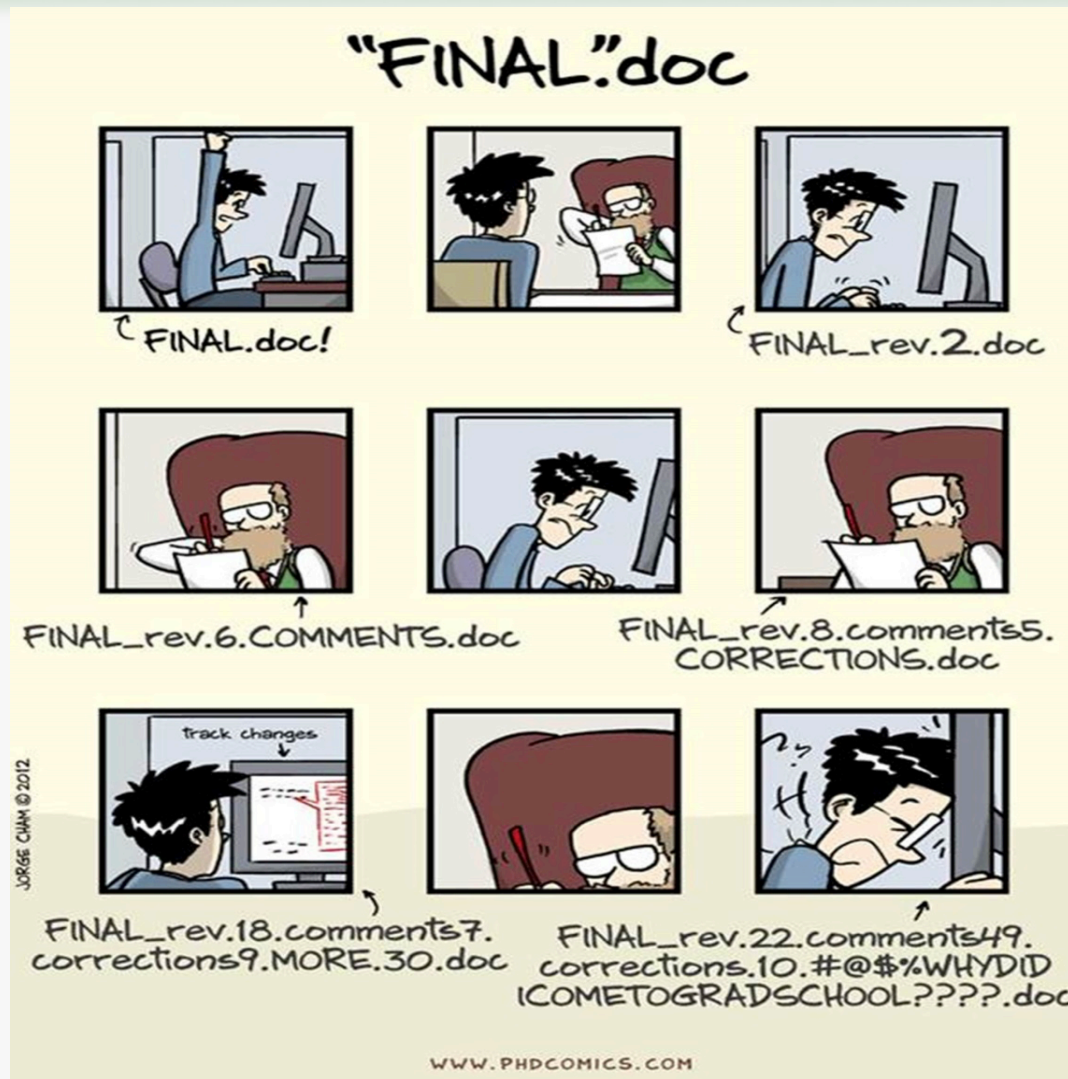 "FINAL".doc
FINAL.doc!
FINAL_rev.2.doc
FINAL_rev.6.COMMENTS.doc
FINAL_rev.8.comments5.
CORRECTIONS.doc
track changes
FINAL_rev.18.comments7.
corrections9.MORE.30.doc
FINAL_rev.22.comments49.
corrections.10.#@$%WHYDID
ICOMETOGRADSCHOOL????.doc
JORGE CHAM © 2012
WWW.PHDCOMICS.COM